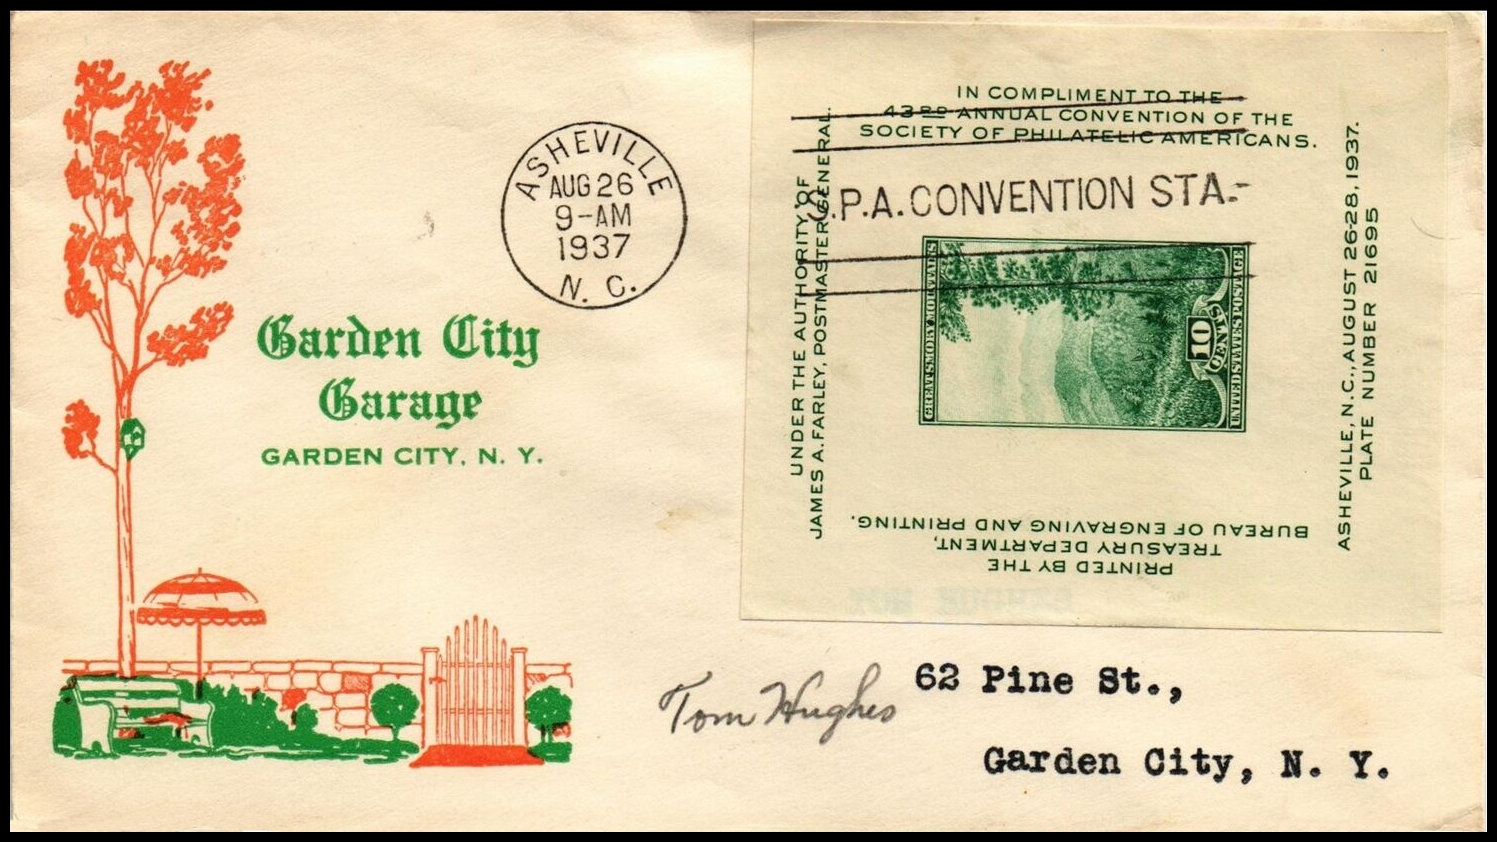 Garden City
Garage
GARDEN CITY, N. Y.
ASHEVILLE
AUG 26
9-AM
1937
N. C.
IN COMPLIMENT TO THE
43RD ANNUAL CONVENTION OF THE
SOCIETY OF PHILATELIC AMERICANS.
S.P.A. CONVENTION STA.-
UNDER THE AUTHORITY OF
JAMES A. FARLEY, POSTMASTER GENERAL.
GREAT SMOKY MOUNTAINS
10
CENTS
UNITED STATES POSTAGE
ASHEVILLE, N.C., AUGUST 26-28, 1937.
PLATE NUMBER 21695
PRINTED BY THE
TREASURY DEPARTMENT,
BUREAU OF ENGRAVING AND PRINTING.
Tom Hughes
62 Pine St.,
Garden City, N. Y.